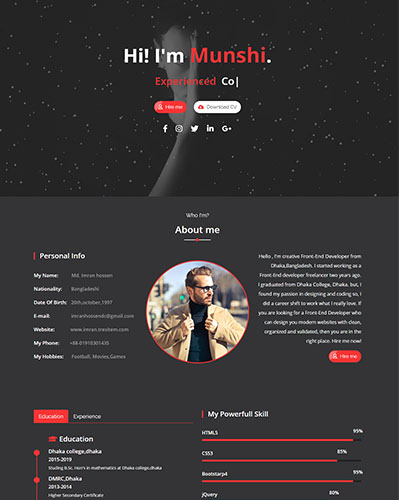 Hi! I'm Munshi.
Experienced Co|
Hire me
Download CV
Who I'm?
About me
Personal Info
My Name: Md. Imran hossen
Nationality: Bangladeshi
Date Of Birth: 20th,october,1997
E-mail: imranhossendc@gmail.com
Website: www.imran.tresitem.com
My Phone: +88-01910301435
My Hobbies: Football, Movies,Games
Hello , I'm creative Front-End Developer from
Dhaka,Bangladesh. I started working as a
Front-End developer freelancer two years ago.
I graduated from Dhaka College, Dhaka. but, I
found my passion in designing and coding so, I
did a career shift to work what I really love. If
you are looking for a Front-End Developer who
can design you modern websites with clean,
organized and validated, then you are in the
right place. Hire me now!
Hire me
Education Experience
Education
Dhaka college,dhaka
2015-2019
Studing B.Sc. Hon's in mathematics at Dhaka college,dhaka
DMRC,Dhaka
2013-2014
Higher Secondary Certificate
My Powerfull Skill
HTML5 95%
CSS3 85%
Bootstarp4 95%
jQuery 80%